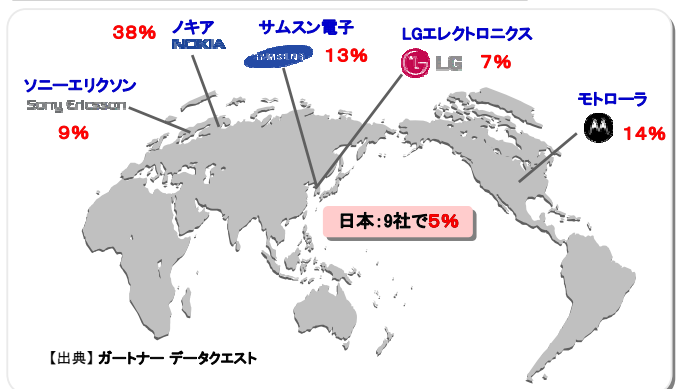 38%
ノキア
NOKIA
サムスン電子
SAMSUNG
13%
LGエレクトロニクス
LG LG
7%
ソニーエリクソン
Sony Ericsson
9%
モトローラ
14%
日本：9社で5%
【出典】 ガートナー データクエスト